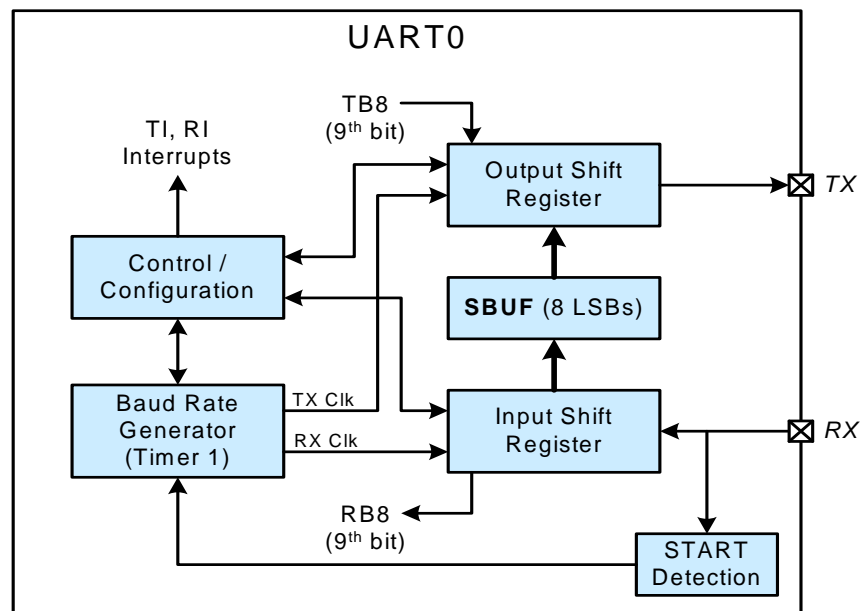 UART0
TB8
(9th bit)
TI, RI
Interrupts
Output Shift
Register
TX
Control /
Configuration
SBUF (8 LSBs)
Baud Rate
Generator
(Timer 1)
TX Clk
RX Clk
Input Shift
Register
RX
RB8
(9th bit)
START
Detection